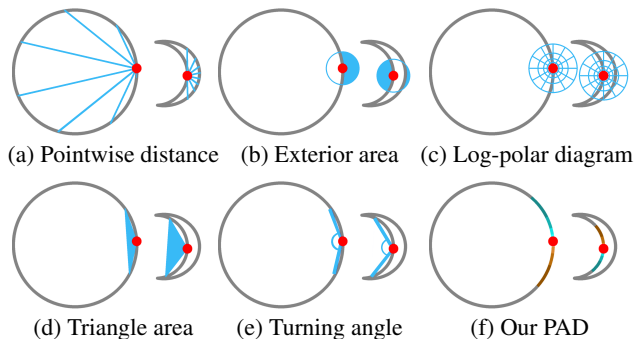 (a) Pointwise distance (b) Exterior area (c) Log-polar diagram
(d) Triangle area (e) Turning angle (f) Our PAD